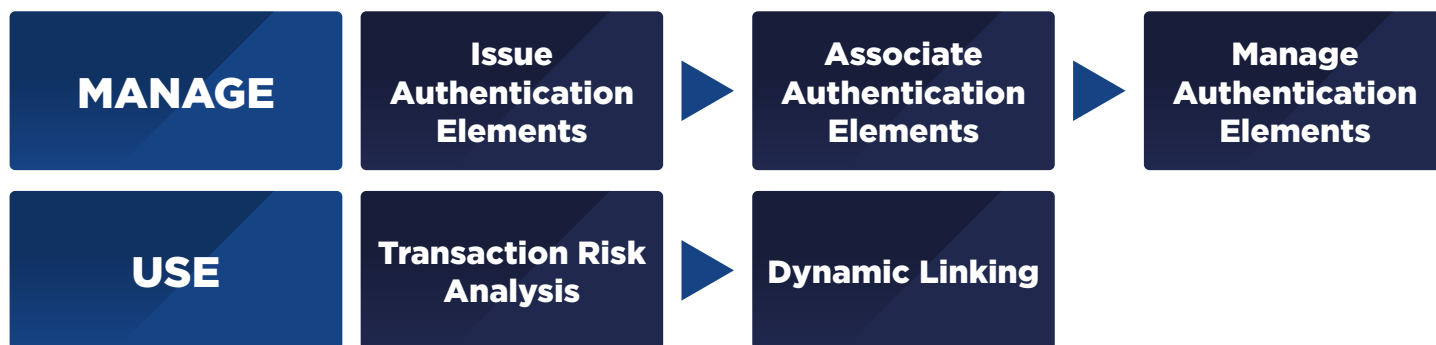 MANAGE
Issue
Authentication
Elements
Associate
Authentication
Elements
Manage
Authentication
Elements
USE
Transaction Risk
Analysis
Dynamic Linking